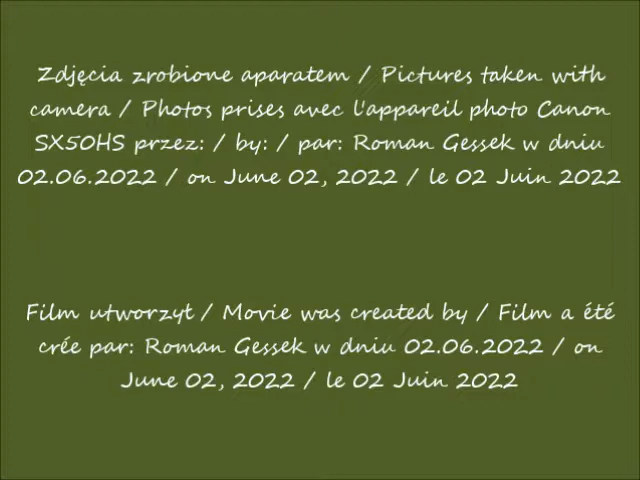 Zdjęcia zrobione aparatem / Pictures taken with
camera / Photos prises avec l'appareil photo Canon
SX50HS przez: / by: / par: Roman Gessek w dniu
02.06.2022 / on June 02, 2022 / le 02 Juin 2022
Film utworzył / Movie was created by / Film a été
crée par: Roman Gessek w dniu 02.06.2022 / on
June 02, 2022 / le 02 Juin 2022